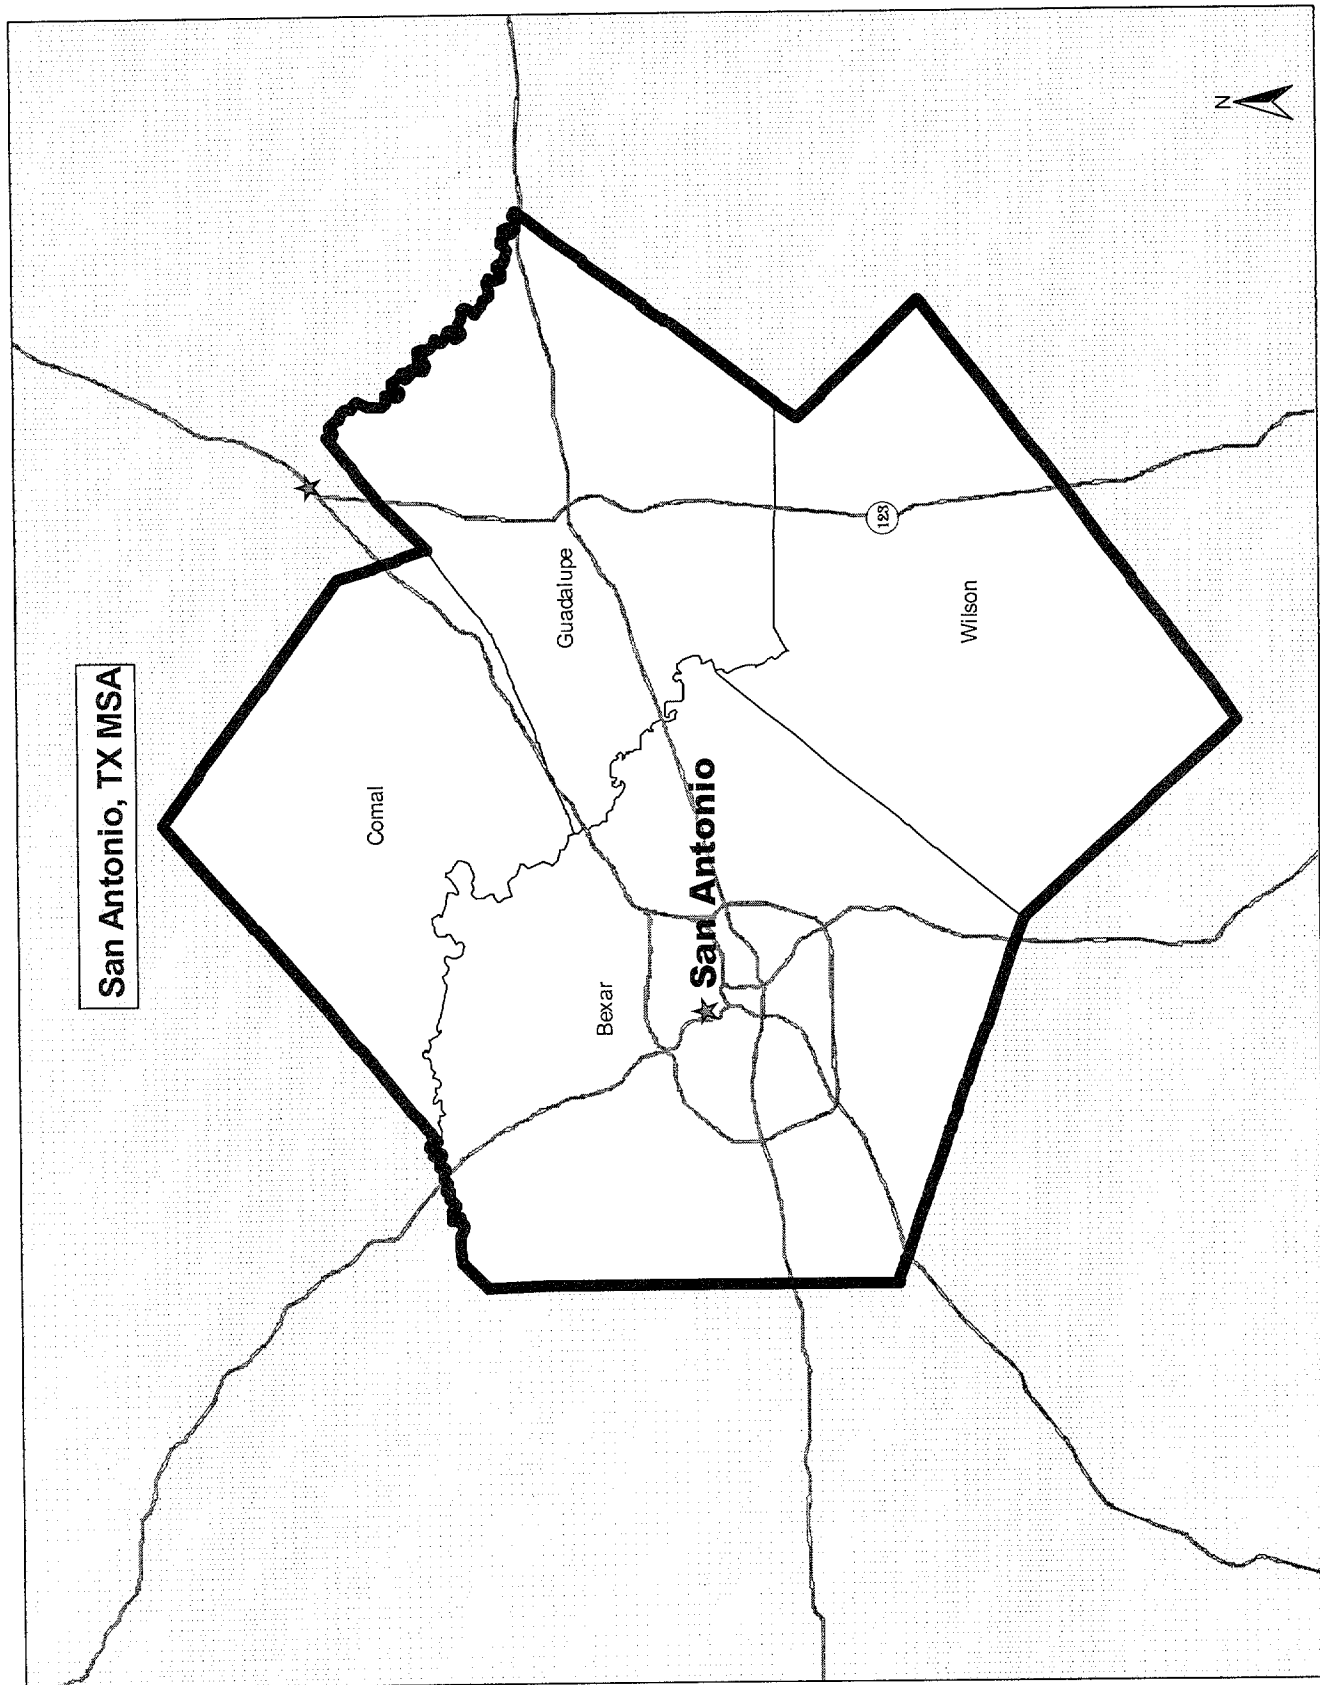 San Antonio, TX MSA
N
Comal
Guadalupe
Bexar
San Antonio
123
Wilson